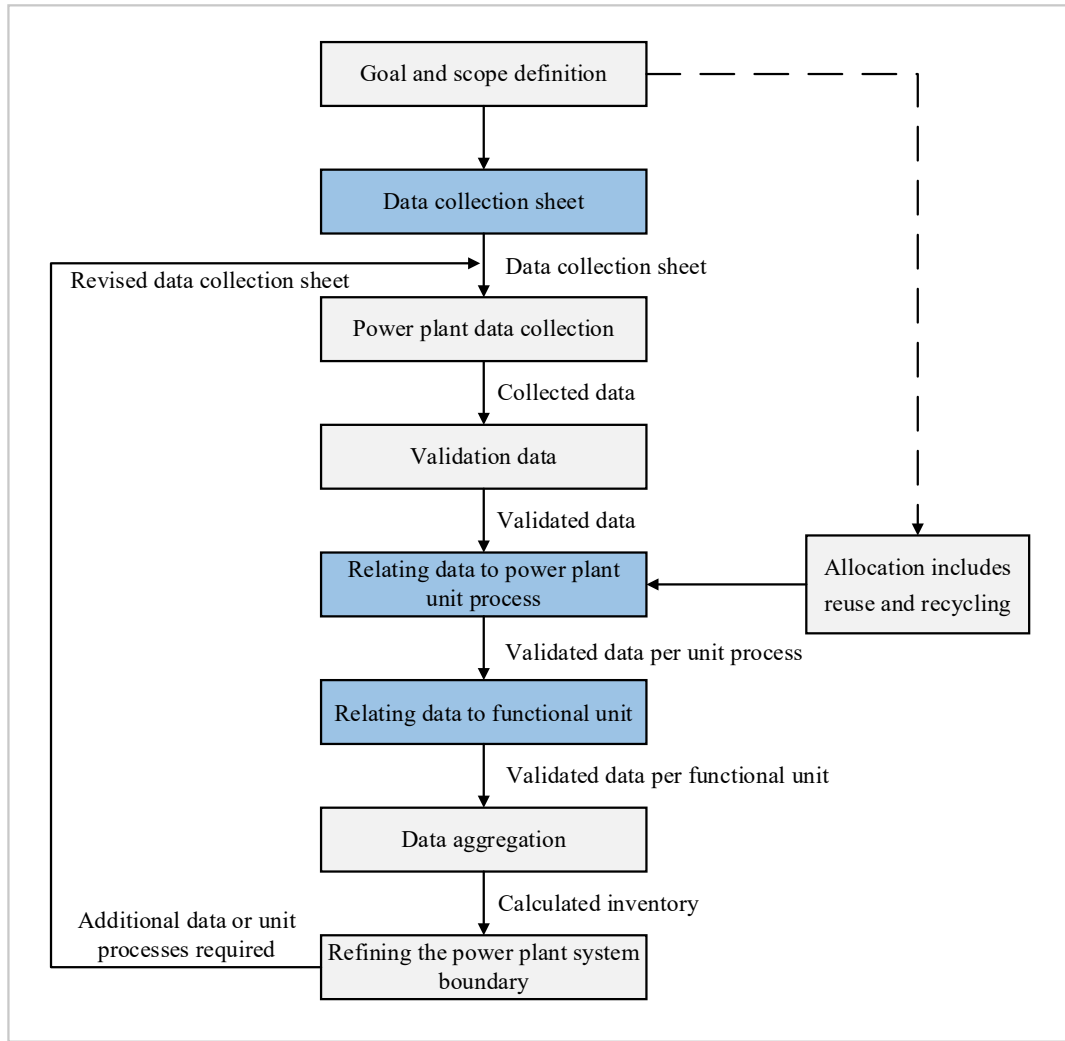 Goal and scope definition
Data collection sheet
Revised data collection sheet
Data collection sheet
Power plant data collection
Collected data
Validation data
Validated data
Relating data to power plant
unit process
Allocation includes
reuse and recycling
Validated data per unit process
Relating data to functional unit
Validated data per functional unit
Data aggregation
Calculated inventory
Additional data or unit
processes required
Refining the power plant system
boundary